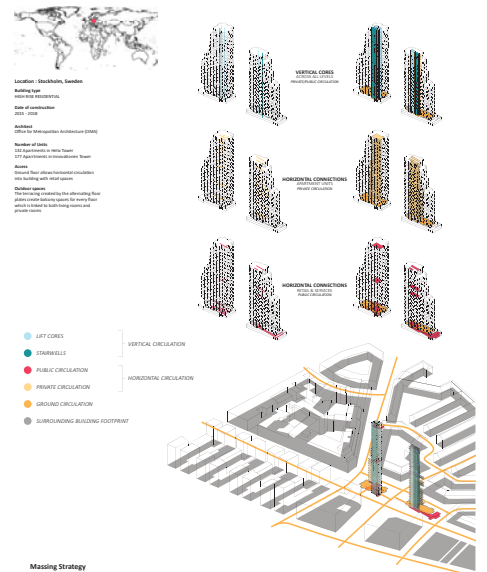 Location : Stockholm, Sweden
Building type
HIGH RISE RESIDENTIAL
Date of construction
2015 - 2018
Architect
Office for Metropolitan Architecture (OMA)
Number of Units
132 Apartments in Helix Tower
177 Apartments in Innovationen Tower
Access
Ground floor allows horizontal circulation
into building with retail spaces
Outdoor spaces
The terracing created by the alternating floor
plates create balcony spaces for every floor
which is linked to both living rooms and
private rooms
VERTICAL CORES
ACROSS ALL LEVELS
PRIVATE/PUBLIC CIRCULATION
HORIZONTAL CONNECTIONS
APARTMENT UNITS
PRIVATE CIRCULATION
HORIZONTAL CONNECTIONS
RETAIL & SERVICES
PUBLIC CIRCULATION
LIFT CORES
STAIRWELLS
VERTICAL CIRCULATION
PUBLIC CIRCULATION
PRIVATE CIRCULATION
HORIZONTAL CIRCULATION
GROUND CIRCULATION
SURROUNDING BUILDING FOOTPRINT
Massing Strategy